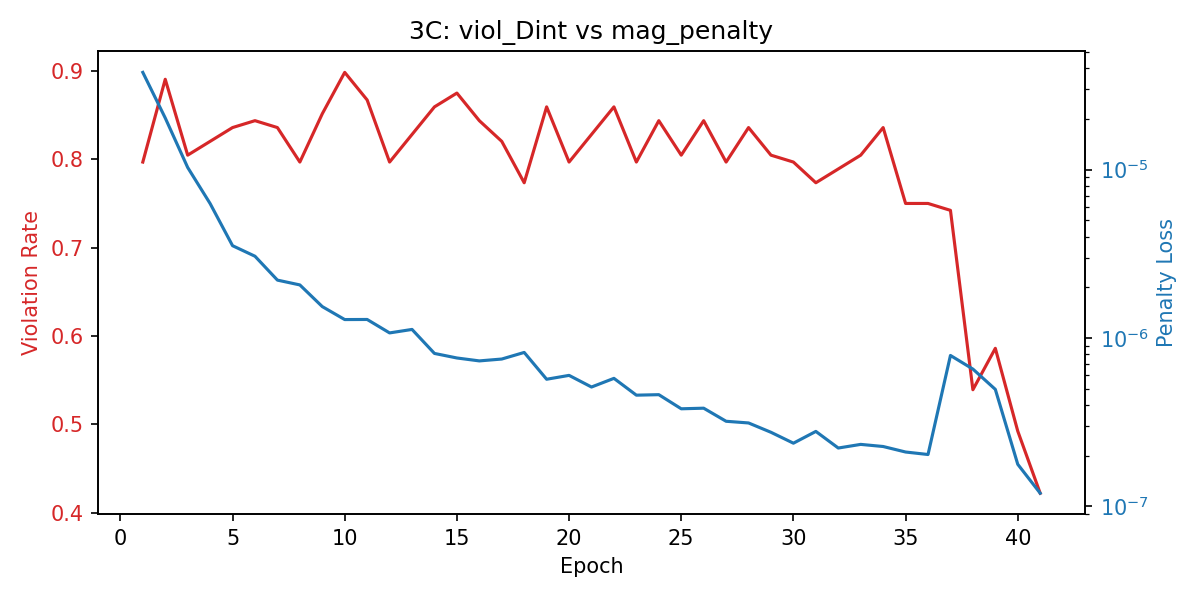 3C: viol_Dint vs mag_penalty
0.9
0.8
0.7
0.6
0.5
0.4
Violation Rate
10⁻⁵
10⁻⁶
10⁻⁷
Penalty Loss
0 5 10 15 20 25 30 35 40
Epoch